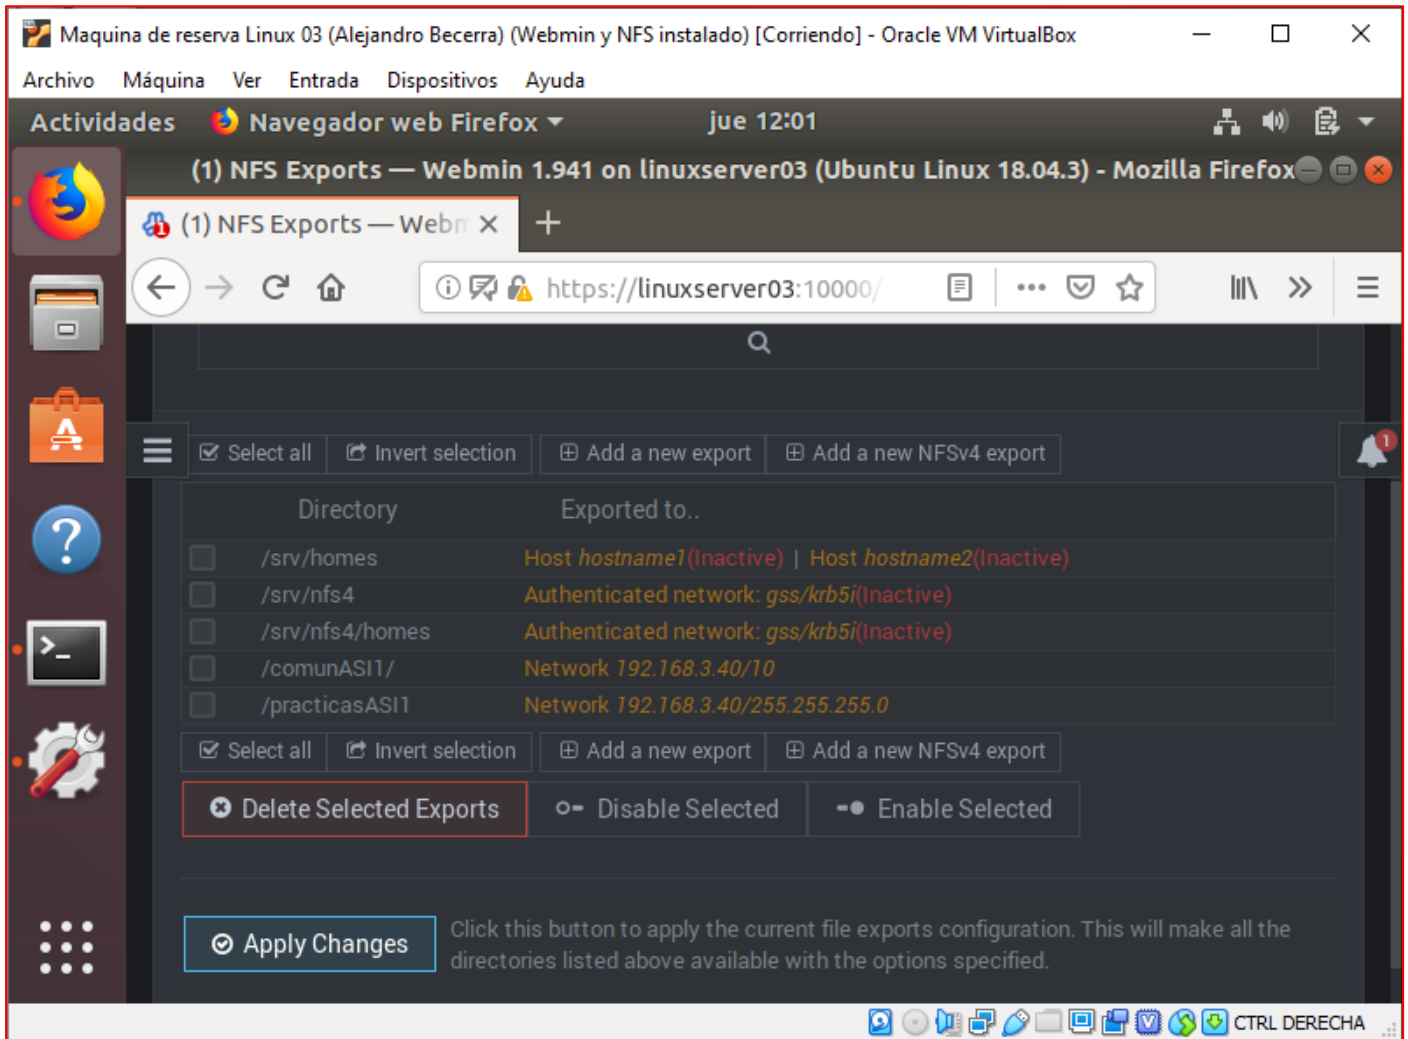 Maquina de reserva Linux 03 (Alejandro Becerra) (Webmin y NFS instalado) [Corriendo] - Oracle VM VirtualBox
Archivo Máquina Ver Entrada Dispositivos Ayuda
Actividades Navegador web Firefox jue 12:01
(1) NFS Exports — Webmin 1.941 on linuxserver03 (Ubuntu Linux 18.04.3) - Mozilla Firefox
(1) NFS Exports — Webm
https://linuxserver03:10000/
Select all Invert selection Add a new export Add a new NFSv4 export
1
Directory Exported to..
/srv/homes Host hostname1(Inactive) | Host hostname2(Inactive)
/srv/nfs4 Authenticated network: gss/krb5i(Inactive)
/srv/nfs4/homes Authenticated network: gss/krb5i(Inactive)
/comunASI1/ Network 192.168.3.40/10
/practicasASI1 Network 192.168.3.40/255.255.255.0
Select all Invert selection Add a new export Add a new NFSv4 export
Delete Selected Exports Disable Selected Enable Selected
Apply Changes Click this button to apply the current file exports configuration. This will make all the
directories listed above available with the options specified.
CTRL DERECHA